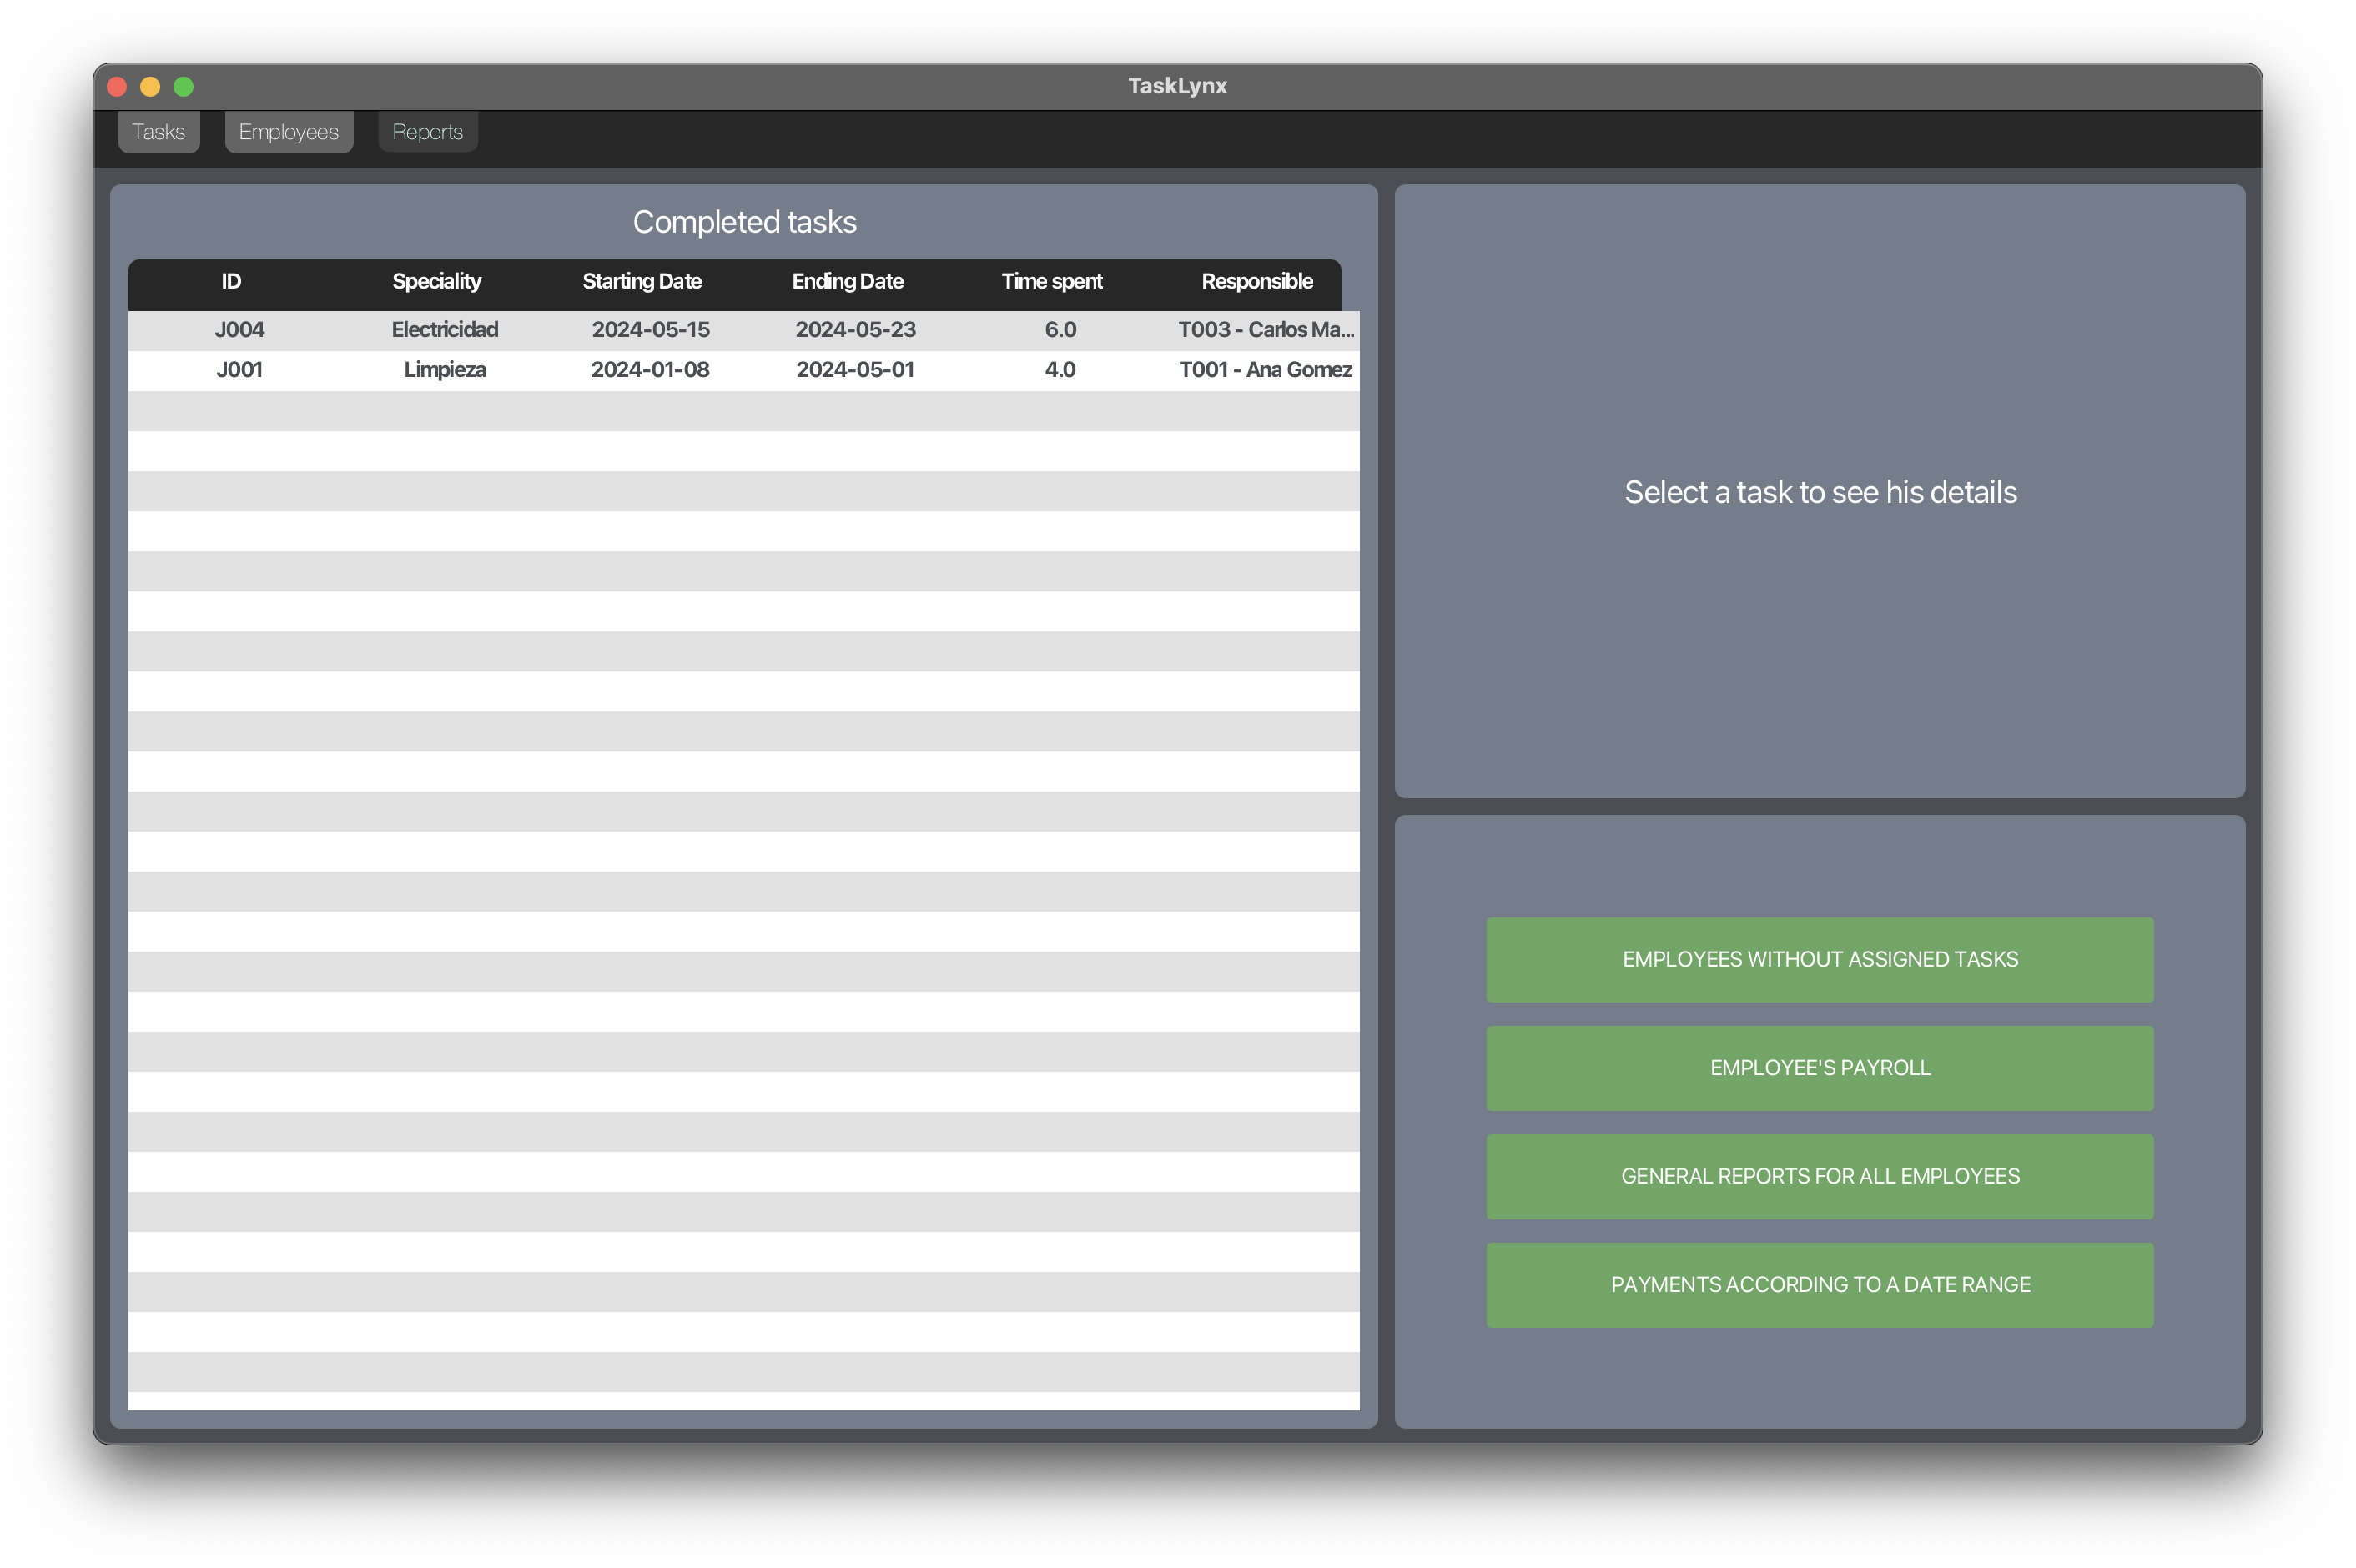 TaskLynx
Tasks Employees Reports
Completed tasks
ID Speciality Starting Date Ending Date Time spent Responsible
J004 Electricidad 2024-05-15 2024-05-23 6.0 T003 - Carlos Ma...
J001 Limpieza 2024-01-08 2024-05-01 4.0 T001 - Ana Gomez
Select a task to see his details
EMPLOYEES WITHOUT ASSIGNED TASKS
EMPLOYEE'S PAYROLL
GENERAL REPORTS FOR ALL EMPLOYEES
PAYMENTS ACCORDING TO A DATE RANGE